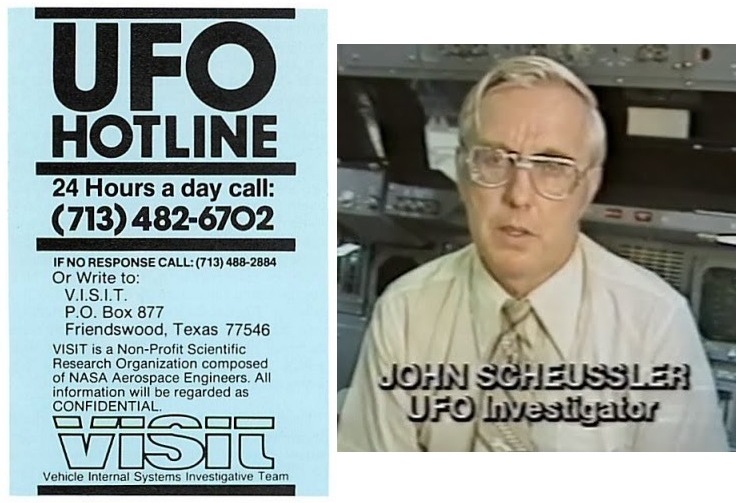 UFO
HOTLINE
24 Hours a day call:
(713) 482-6702
IF NO RESPONSE CALL: (713) 488-2884
Or Write to:
V.I.S.I.T.
P.O. Box 877
Friendswood, Texas 77546
VISIT is a Non-Profit Scientific
Research Organization composed
of NASA Aerospace Engineers. All
information will be regarded as
CONFIDENTIAL.
VISIT
Vehicle Internal Systems Investigative Team
JOHN SCHEUSSLER
UFO Investigator